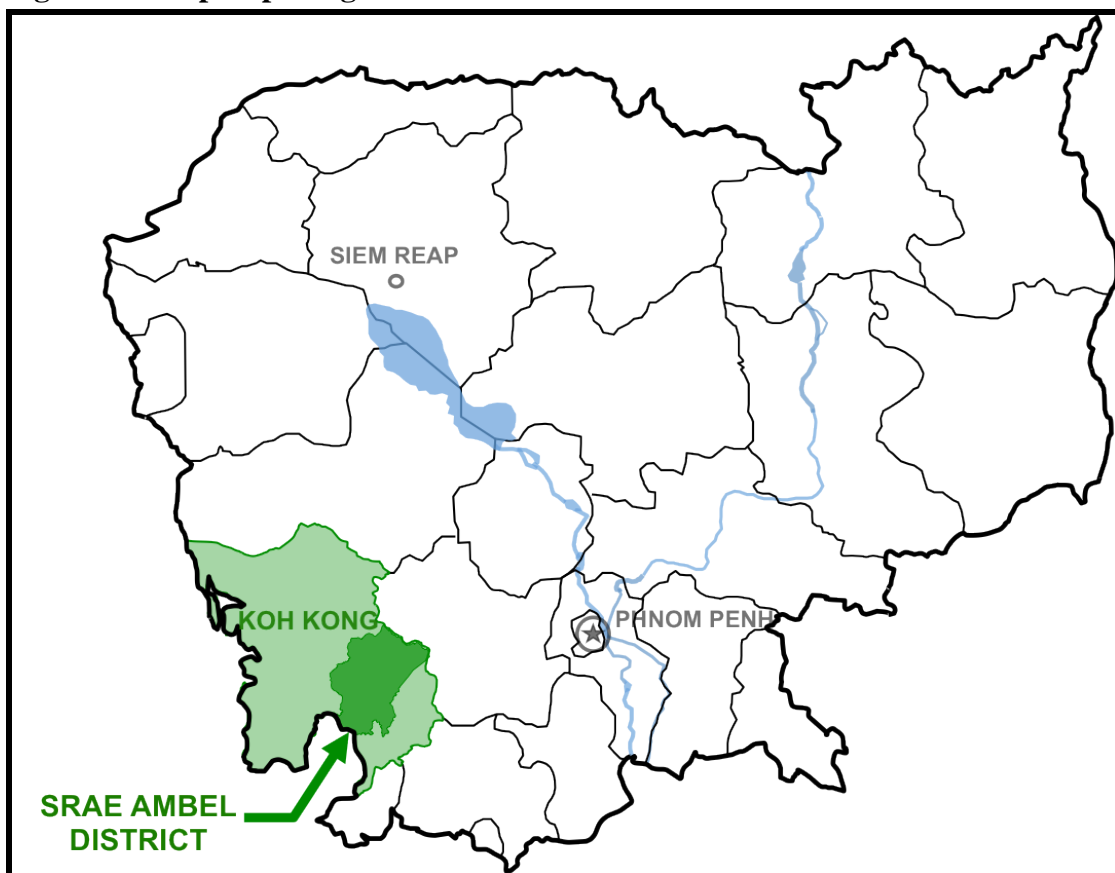 SIEM REAP
KOH KONG
PHNOM PENH
SRAE AMBEL
DISTRICT